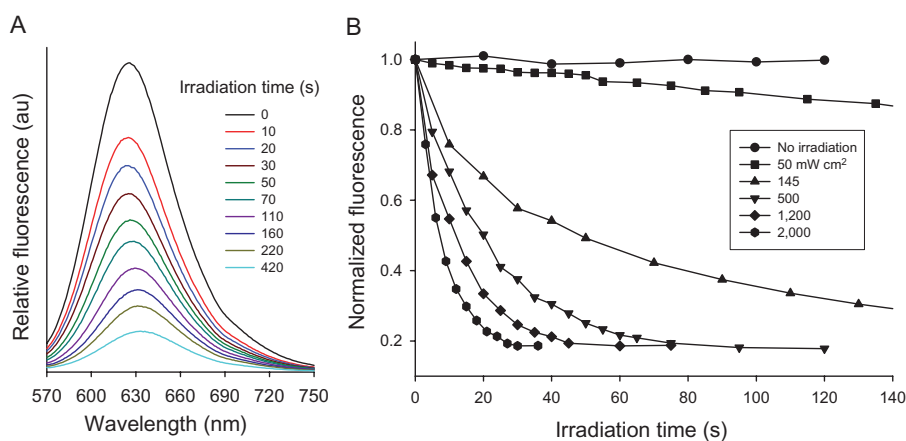 A
Relative fluorescence (au)
Irradiation time (s)
0
10
20
30
50
70
110
160
220
420
570 600 630 660 690 720 750
Wavelength (nm)
B
Normalized fluorescence
1.0
0.8
0.6
0.4
0.2
No irradiation
50 mW cm²
145
500
1,200
2,000
0 20 40 60 80 100 120 140
Irradiation time (s)